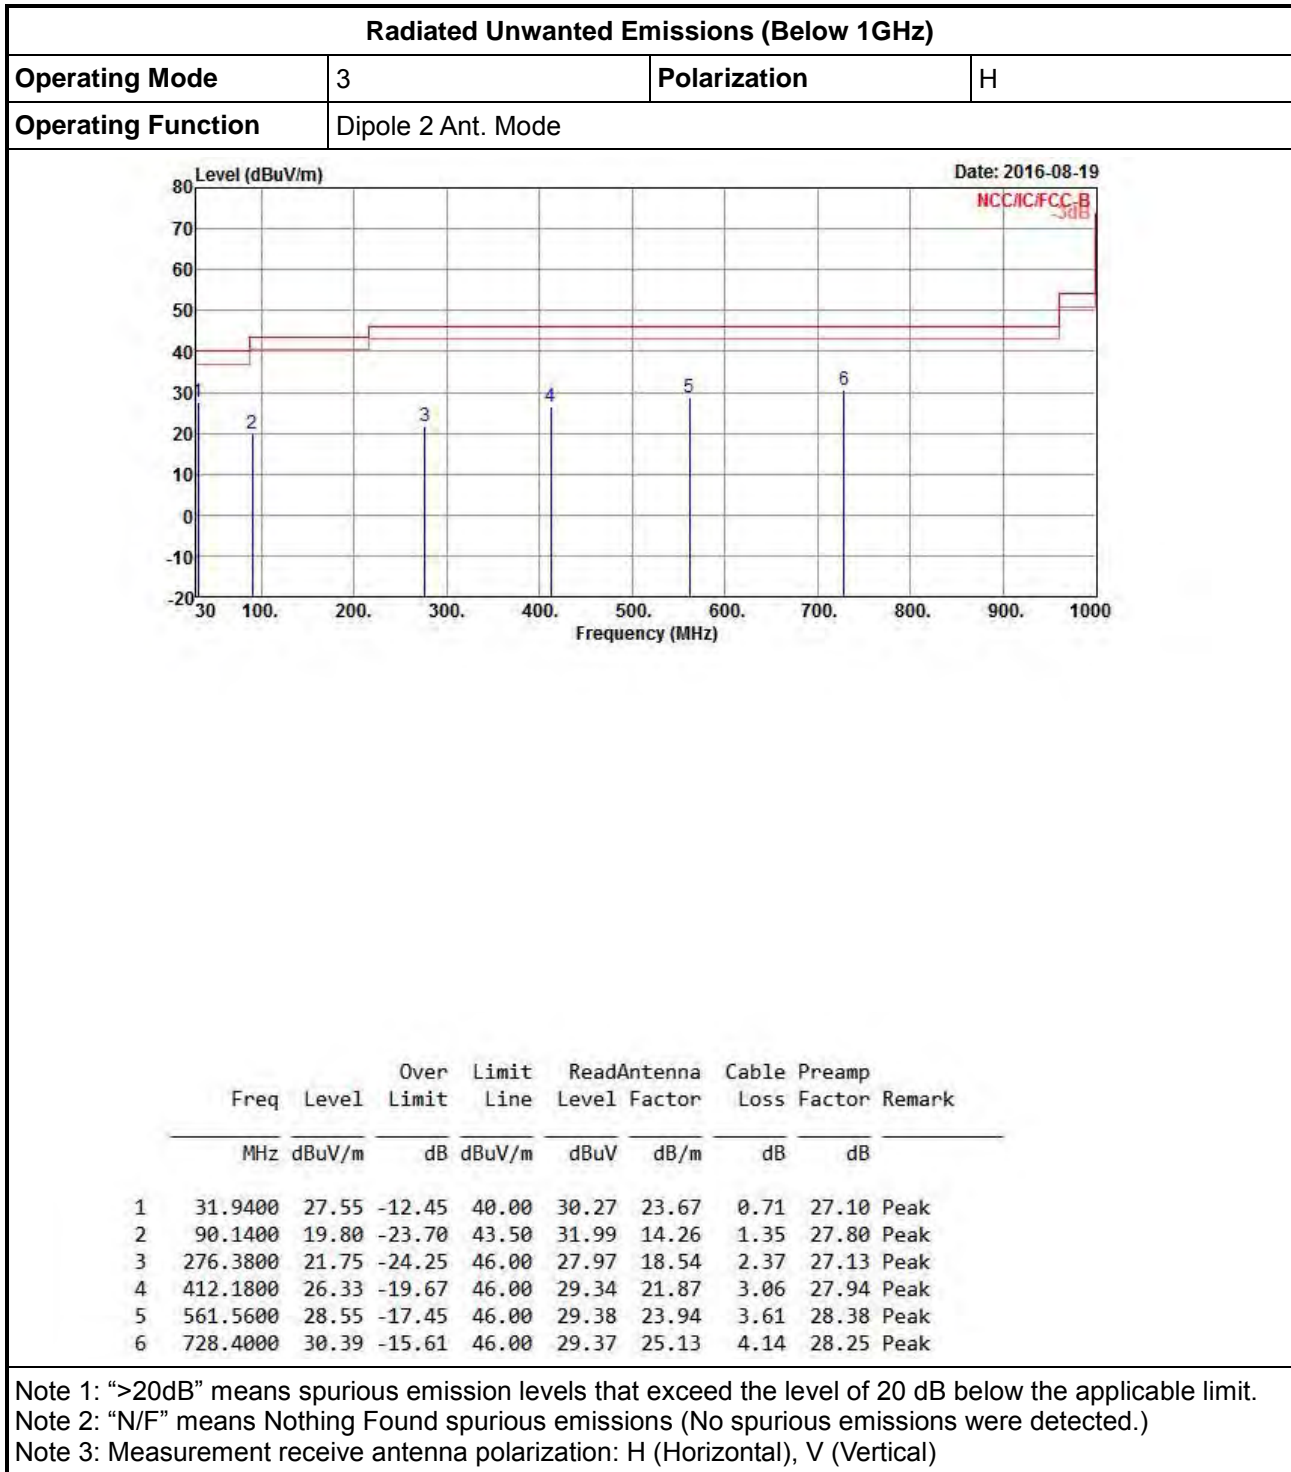 Radiated Unwanted Emissions (Below 1GHz)
Operating Mode 3 Polarization H
Operating Function Dipole 2 Ant. Mode
Level (dBuV/m) Date: 2016-08-19
80
NCC/IC/FCC-B
-3dB
70
60
50
40
30
20
10
0
-10
-20
1 2 3 4 5 6
30 100. 200. 300. 400. 500. 600. 700. 800. 900. 1000
Frequency (MHz)
Over Limit ReadAntenna Cable Preamp
Freq Level Limit Line Level Factor Loss Factor Remark
MHz dBuV/m dB dBuV/m dBuV dB/m dB dB
1 31.9400 27.55 -12.45 40.00 30.27 23.67 0.71 27.10 Peak
2 90.1400 19.80 -23.70 43.50 31.99 14.26 1.35 27.80 Peak
3 276.3800 21.75 -24.25 46.00 27.97 18.54 2.37 27.13 Peak
4 412.1800 26.33 -19.67 46.00 29.34 21.87 3.06 27.94 Peak
5 561.5600 28.55 -17.45 46.00 29.38 23.94 3.61 28.38 Peak
6 728.4000 30.39 -15.61 46.00 29.37 25.13 4.14 28.25 Peak
Note 1: “>20dB” means spurious emission levels that exceed the level of 20 dB below the applicable limit.
Note 2: “N/F” means Nothing Found spurious emissions (No spurious emissions were detected.)
Note 3: Measurement receive antenna polarization: H (Horizontal), V (Vertical)